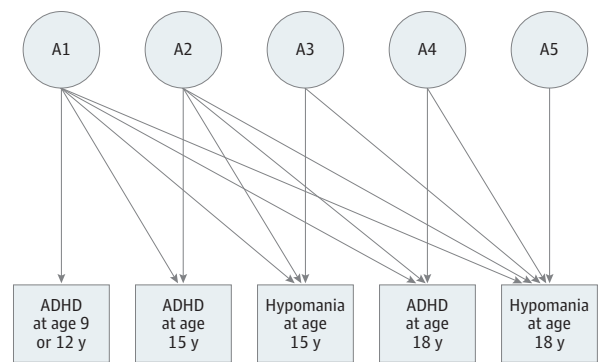 A1
A2
A3
A4
A5
ADHD
at age 9
or 12 y
ADHD
at age
15 y
Hypomania
at age
15 y
ADHD
at age
18 y
Hypomania
at age
18 y